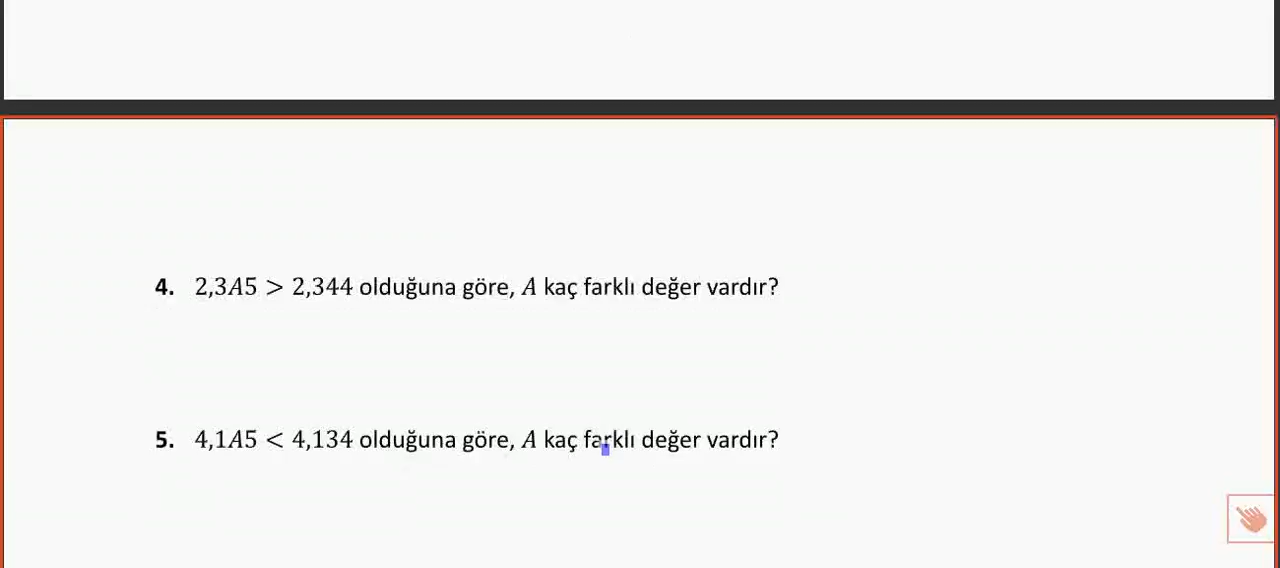 4. 2,3A5 > 2,344 olduğuna göre, A kaç farklı değer vardır?
5. 4,1A5 < 4,134 olduğuna göre, A kaç farklı değer vardır?